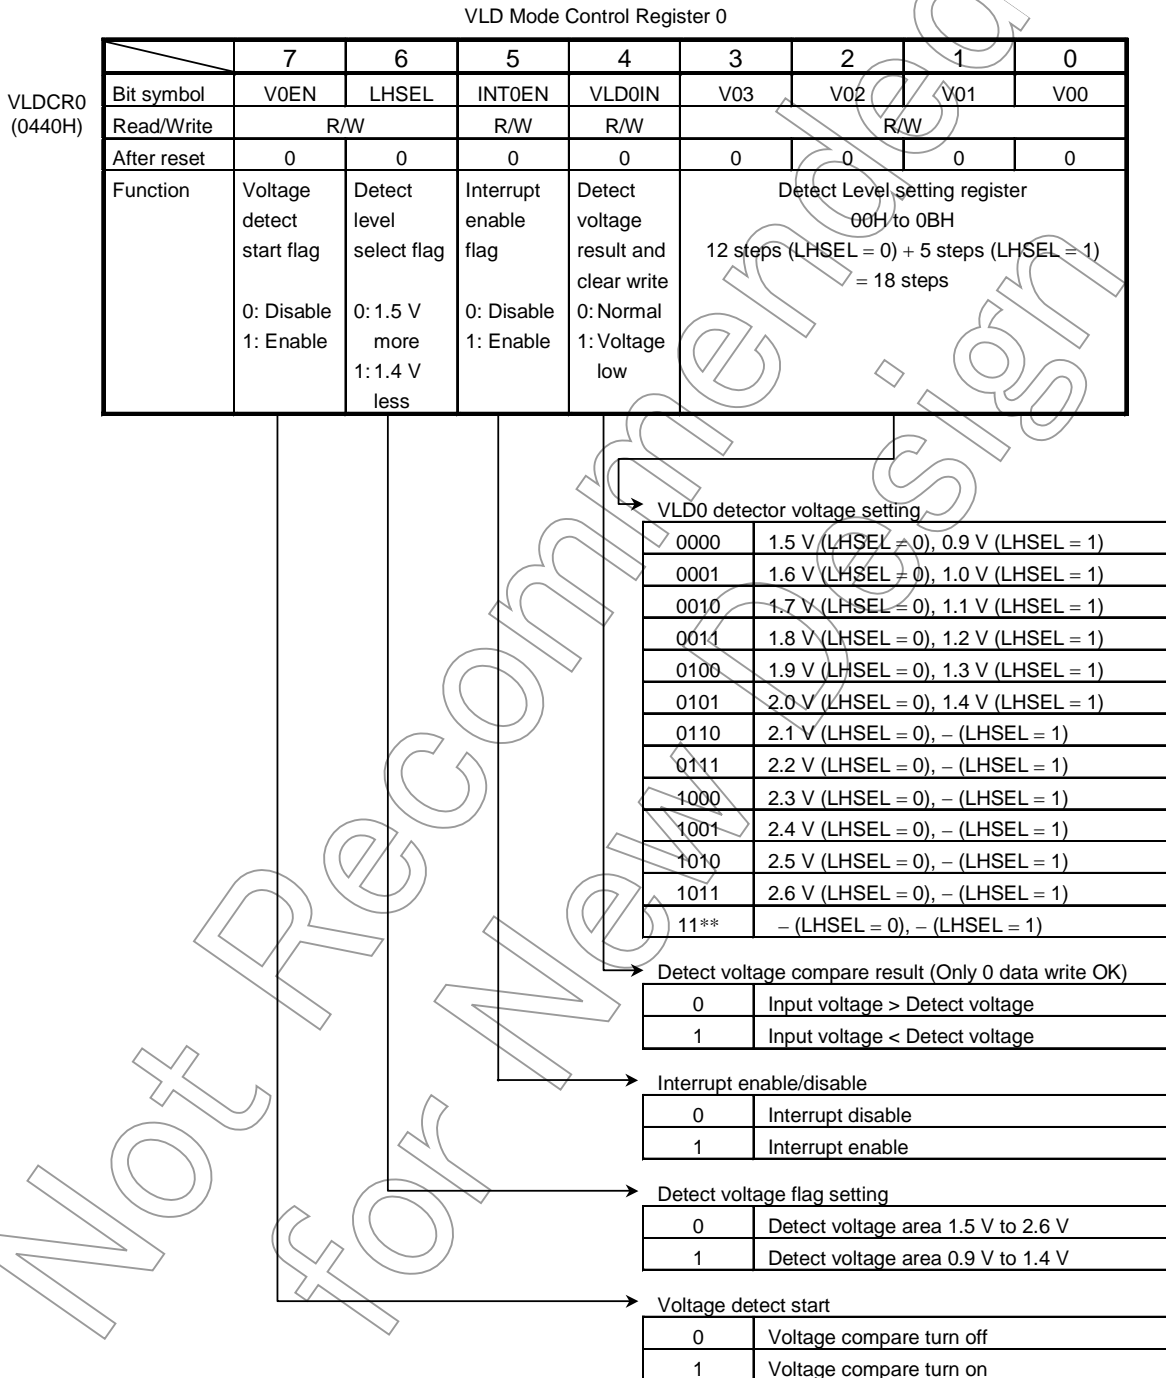 VLD Mode Control Register 0
7 6 5 4 3 2 1 0
VLDCR0
(0440H)
Bit symbol V0EN LHSEL INT0EN VLD0IN V03 V02 V01 V00
Read/Write R/W R/W R/W R/W
After reset 0 0 0 0 0 0 0 0
Function
Voltage
detect
start flag
0: Disable
1: Enable
Detect
level
select flag
0: 1.5 V
more
1: 1.4 V
less
Interrupt
enable
flag
0: Disable
1: Enable
Detect
voltage
result and
clear write
0: Normal
1: Voltage
low
Detect Level setting register
00H to 0BH
12 steps (LHSEL = 0) + 5 steps (LHSEL = 1)
= 18 steps
VLD0 detector voltage setting
0000 1.5 V (LHSEL = 0), 0.9 V (LHSEL = 1)
0001 1.6 V (LHSEL = 0), 1.0 V (LHSEL = 1)
0010 1.7 V (LHSEL = 0), 1.1 V (LHSEL = 1)
0011 1.8 V (LHSEL = 0), 1.2 V (LHSEL = 1)
0100 1.9 V (LHSEL = 0), 1.3 V (LHSEL = 1)
0101 2.0 V (LHSEL = 0), 1.4 V (LHSEL = 1)
0110 2.1 V (LHSEL = 0), − (LHSEL = 1)
0111 2.2 V (LHSEL = 0), − (LHSEL = 1)
1000 2.3 V (LHSEL = 0), − (LHSEL = 1)
1001 2.4 V (LHSEL = 0), − (LHSEL = 1)
1010 2.5 V (LHSEL = 0), − (LHSEL = 1)
1011 2.6 V (LHSEL = 0), − (LHSEL = 1)
11** − (LHSEL = 0), − (LHSEL = 1)
Detect voltage compare result (Only 0 data write OK)
0 Input voltage > Detect voltage
1 Input voltage < Detect voltage
Interrupt enable/disable
0 Interrupt disable
1 Interrupt enable
Detect voltage flag setting
0 Detect voltage area 1.5 V to 2.6 V
1 Detect voltage area 0.9 V to 1.4 V
Voltage detect start
0 Voltage compare turn off
1 Voltage compare turn on
Not Recommended
for New Design